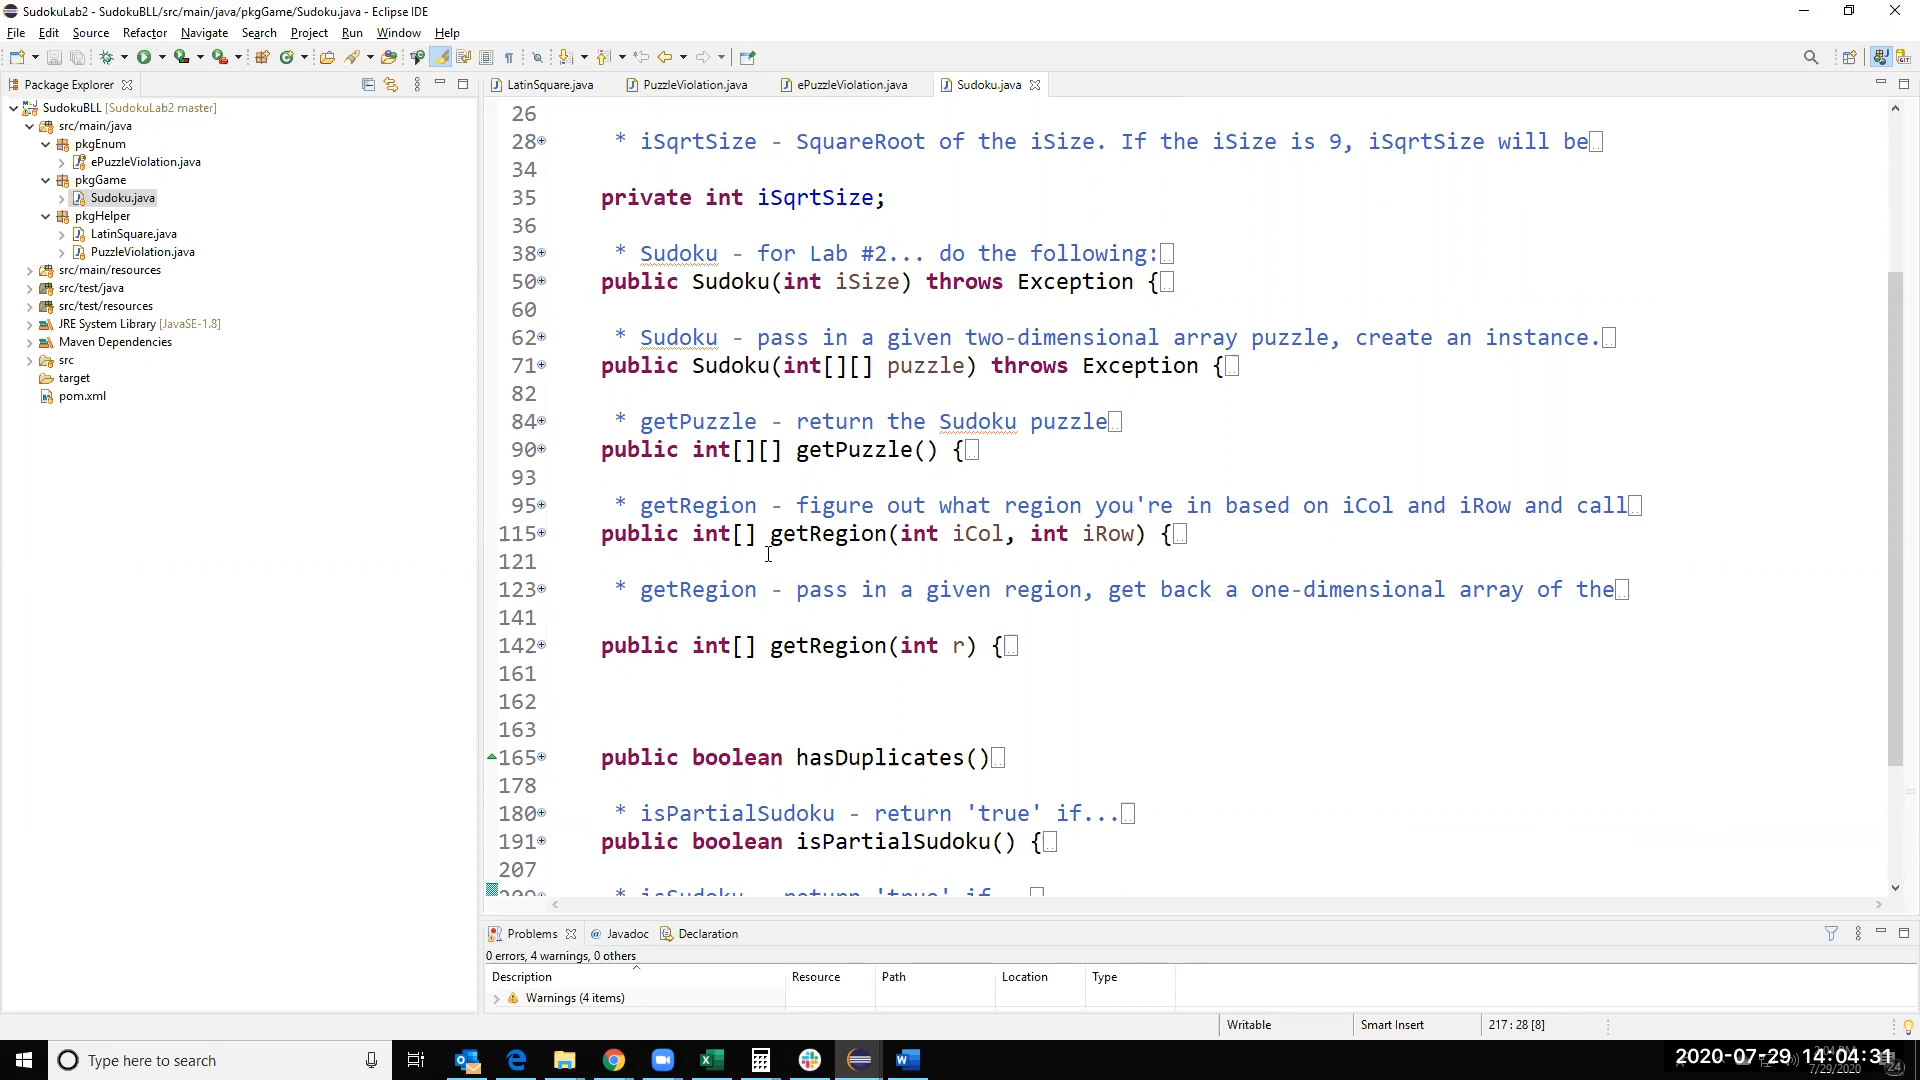 SudokuLab2 - SudokuBLL/src/main/java/pkgGame/Sudoku.java - Eclipse IDE
File Edit Source Refactor Navigate Search Project Run Window Help
Package Explorer
SudokuBLL [SudokuLab2 master]
src/main/java
pkgEnum
ePuzzleViolation.java
pkgGame
Sudoku.java
pkgHelper
LatinSquare.java
PuzzleViolation.java
src/main/resources
src/test/java
src/test/resources
JRE System Library [JavaSE-1.8]
Maven Dependencies
src
target
pom.xml
LatinSquare.java PuzzleViolation.java ePuzzleViolation.java Sudoku.java
26
28 * iSqrtSize - SquareRoot of the iSize. If the iSize is 9, iSqrtSize will be
34
35 private int iSqrtSize;
36
38 * Sudoku - for Lab #2... do the following:
50 public Sudoku(int iSize) throws Exception {
60
62 * Sudoku - pass in a given two-dimensional array puzzle, create an instance.
71 public Sudoku(int[][] puzzle) throws Exception {
82
84 * getPuzzle - return the Sudoku puzzle
90 public int[][] getPuzzle() {
93
95 * getRegion - figure out what region you're in based on iCol and iRow and call
115 public int[] getRegion(int iCol, int iRow) {
121
123 * getRegion - pass in a given region, get back a one-dimensional array of the
141
142 public int[] getRegion(int r) {
161
162
163
165 public boolean hasDuplicates()
178
180 * isPartialSudoku - return 'true' if...
191 public boolean isPartialSudoku() {
207
209 * isSudoku - return 'true' if...
Problems Javadoc Declaration
0 errors, 4 warnings, 0 others
Description Resource Path Location Type
Warnings (4 items)
Writable Smart Insert 217 : 28 [8]
Type here to search
2020-07-29 14:04:31
7/29/2020
24